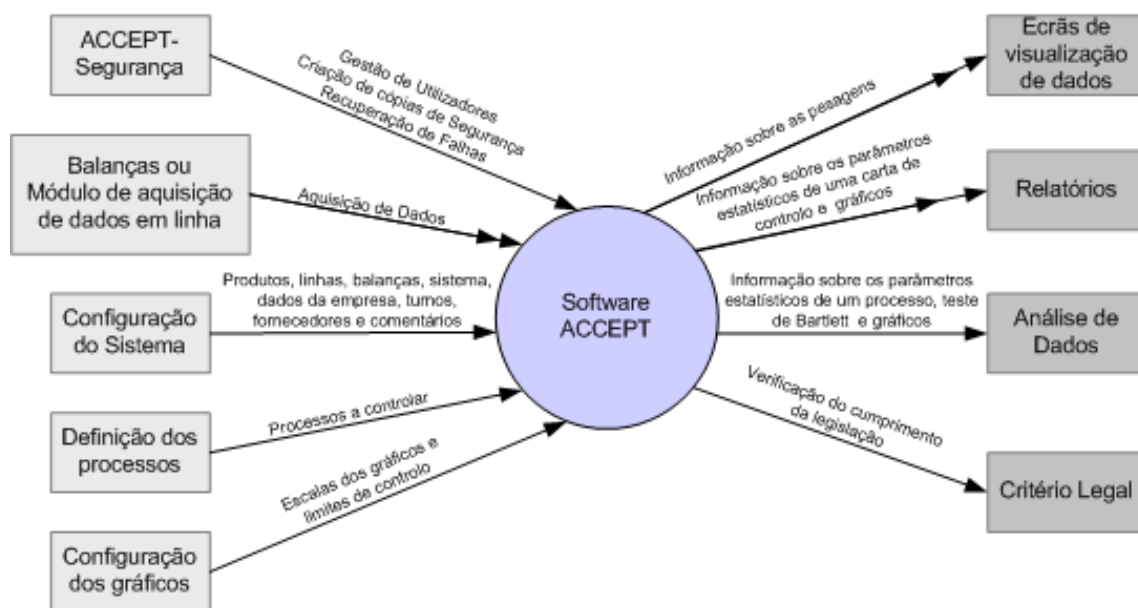 ACCEPT-
Segurança
Gestão de Utilizadores
Criação de cópias de Segurança
Recuperação de Falhas
Balanças ou
Módulo de aquisição
de dados em linha
Aquisição de Dados
Configuração
do Sistema
Produtos, linhas, balanças, sistema,
dados da empresa, turnos,
fornecedores e comentários
Definição dos
processos
Processos a controlar
Configuração
dos gráficos
Escalas dos gráficos e
limites de controlo
Software
ACCEPT
Informação sobre as pesagens
Ecrãs de
visualização
de dados
Informação sobre os parâmetros
estatísticos de uma carta de
controlo e gráficos
Relatórios
Informação sobre os parâmetros
estatísticos de um processo, teste
de Bartlett e gráficos
Análise de
Dados
Verificação do cumprimento
da legislação
Critério Legal